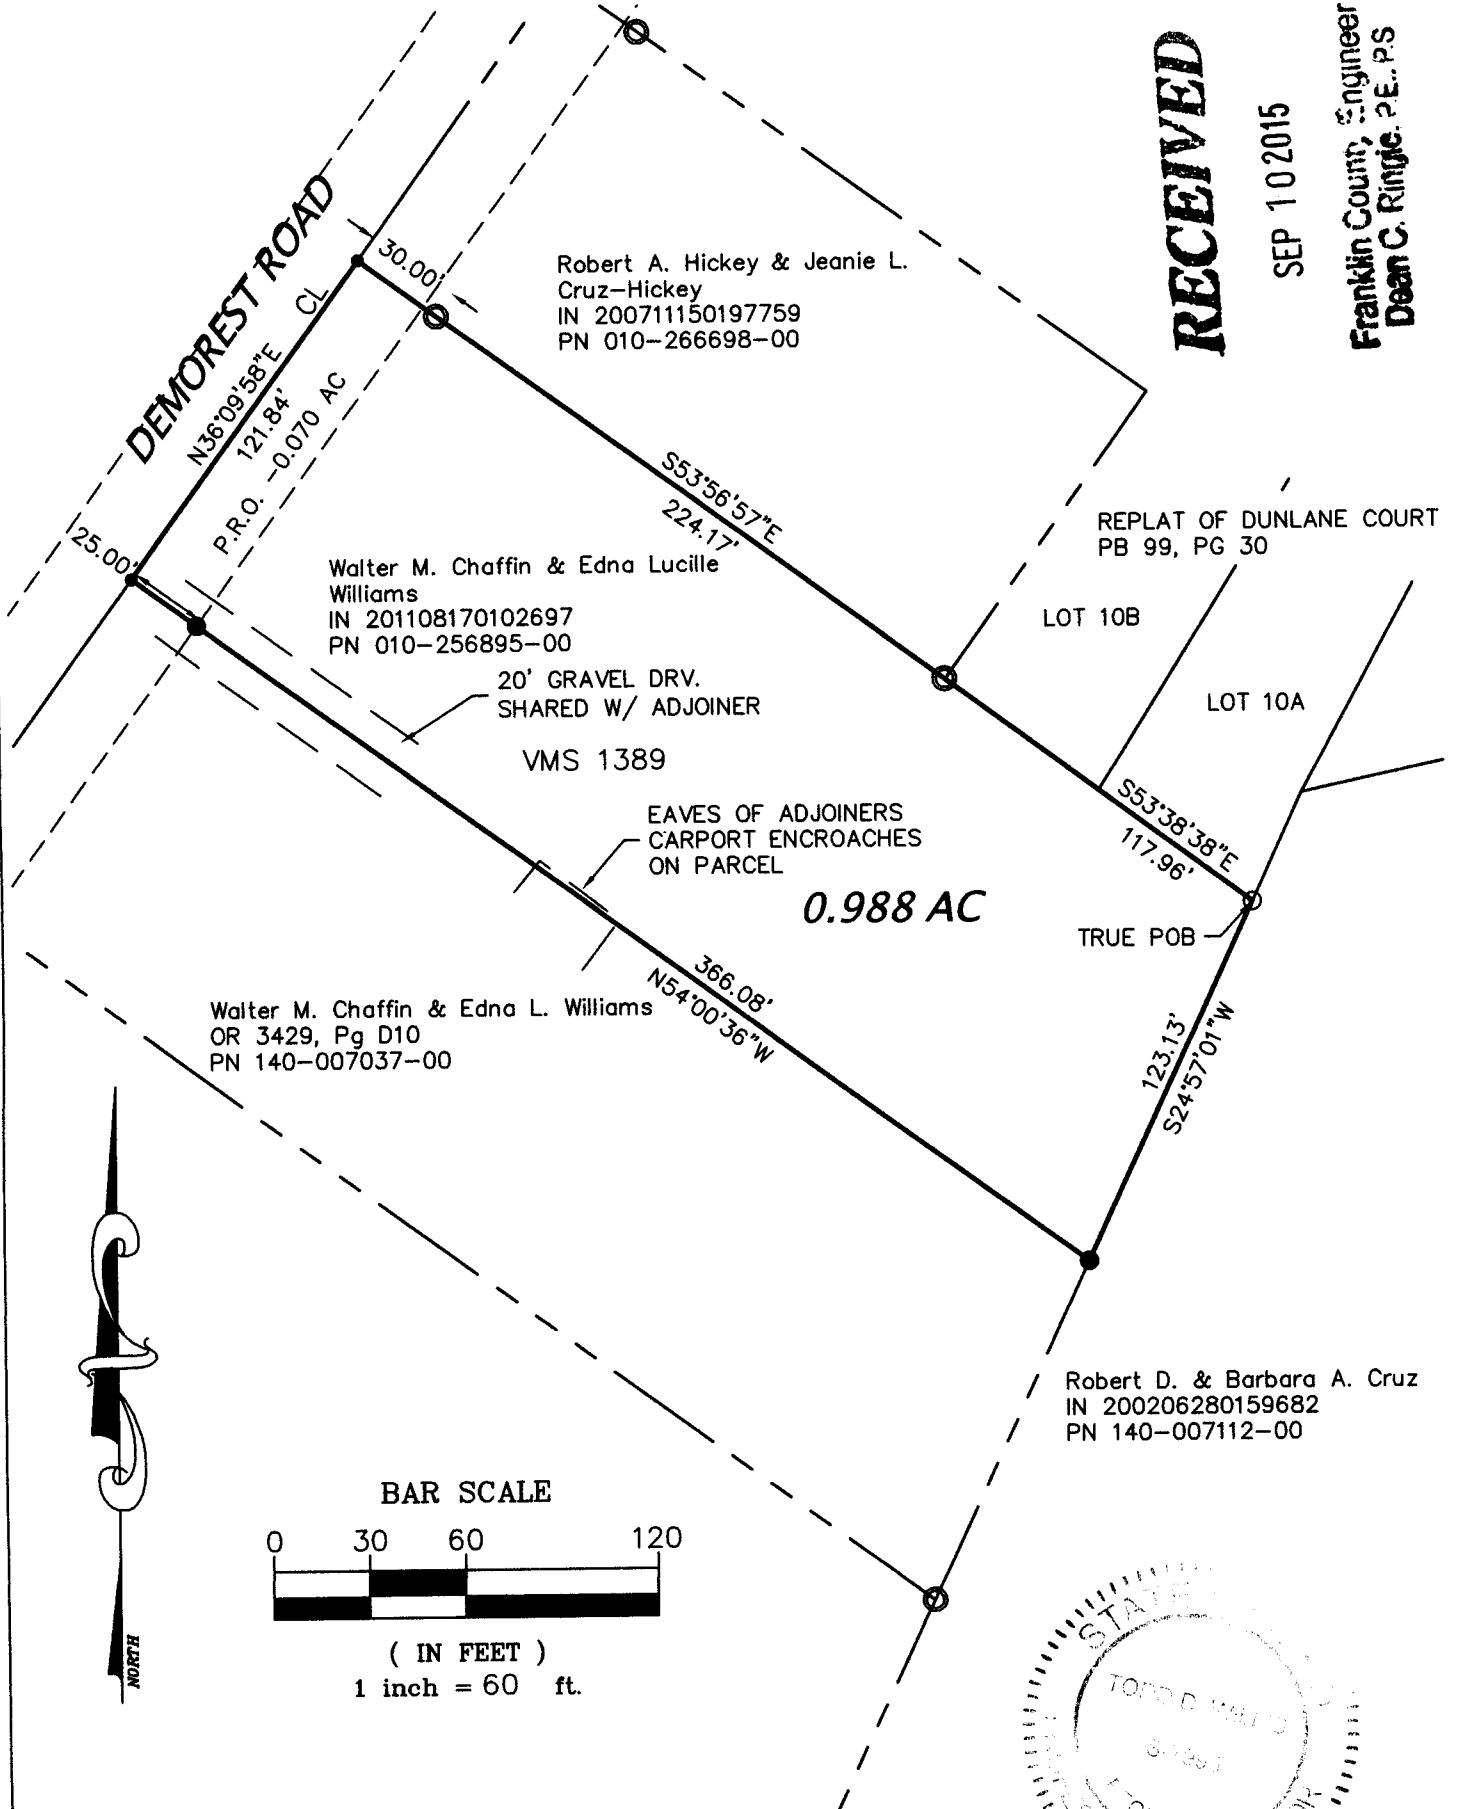 RECEIVED
SEP 10 2015
Franklin County Engineer
Dean C. Ringle, P.E., P.S
DEMOREST ROAD
CL
30.00'
N36°09'58"E
121.84'
P.R.O. -0.070 AC
25.00'
Robert A. Hickey & Jeanie L.
Cruz-Hickey
IN 200711150197759
PN 010-266698-00
S53°56'57"E
224.17'
REPLAT OF DUNLANE COURT
PB 99, PG 30
LOT 10B
LOT 10A
Walter M. Chaffin & Edna Lucille
Williams
IN 201108170102697
PN 010-256895-00
20' GRAVEL DRV.
SHARED W/ ADJOINER
VMS 1389
EAVES OF ADJOINERS
CARPORT ENCROACHES
ON PARCEL
0.988 AC
S53°38'38"E
117.96'
TRUE POB
366.08'
N54°00'36"W
123.13'
S24°57'01"W
Walter M. Chaffin & Edna L. Williams
OR 3429, Pg D10
PN 140-007037-00
Robert D. & Barbara A. Cruz
IN 200206280159682
PN 140-007112-00
NORTH
BAR SCALE
0 30 60 120
( IN FEET )
1 inch = 60 ft.
STATE
TODD D.